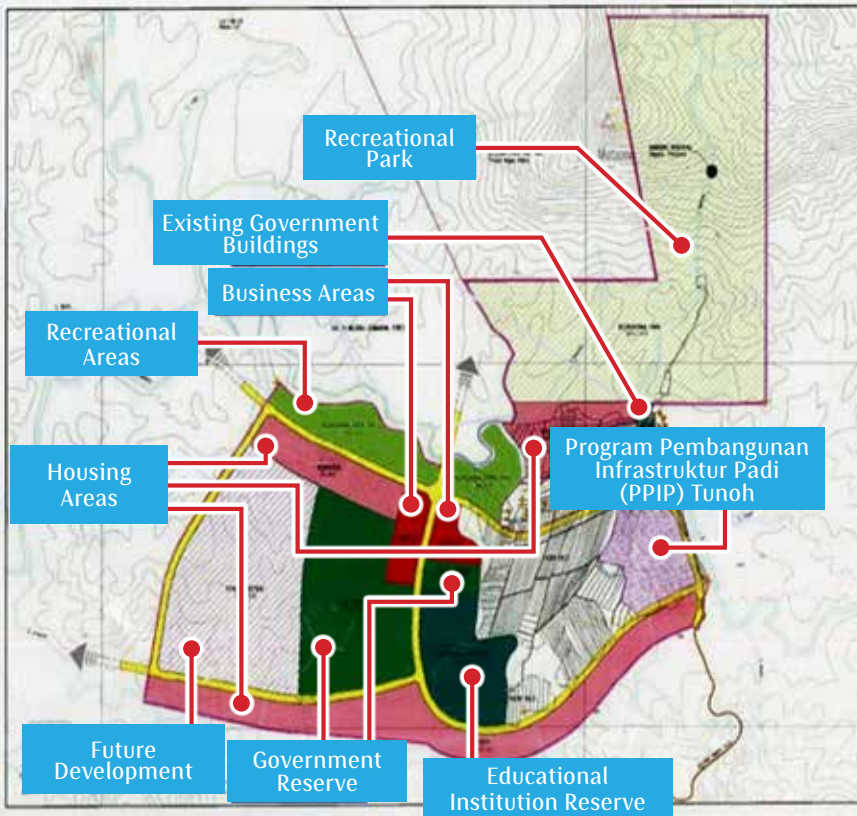 Recreational
Park
Existing Government
Buildings
Business Areas
Recreational
Areas
Housing
Areas
Program Pembangunan
Infrastruktur Padi
(PPIP) Tunoh
Future
Development
Government
Reserve
Educational
Institution Reserve